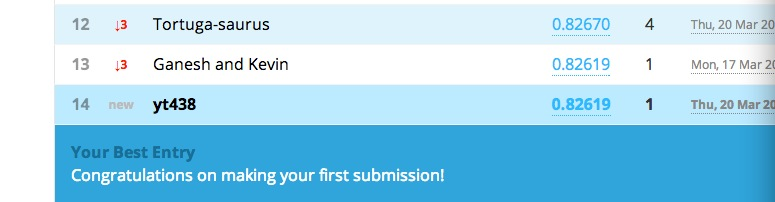 12 ↓3 Tortuga-saurus 0.82670 4 Thu, 20 Mar 20
13 ↓3 Ganesh and Kevin 0.82619 1 Mon, 17 Mar 20
14 new yt438 0.82619 1 Thu, 20 Mar 20
Your Best Entry
Congratulations on making your first submission!